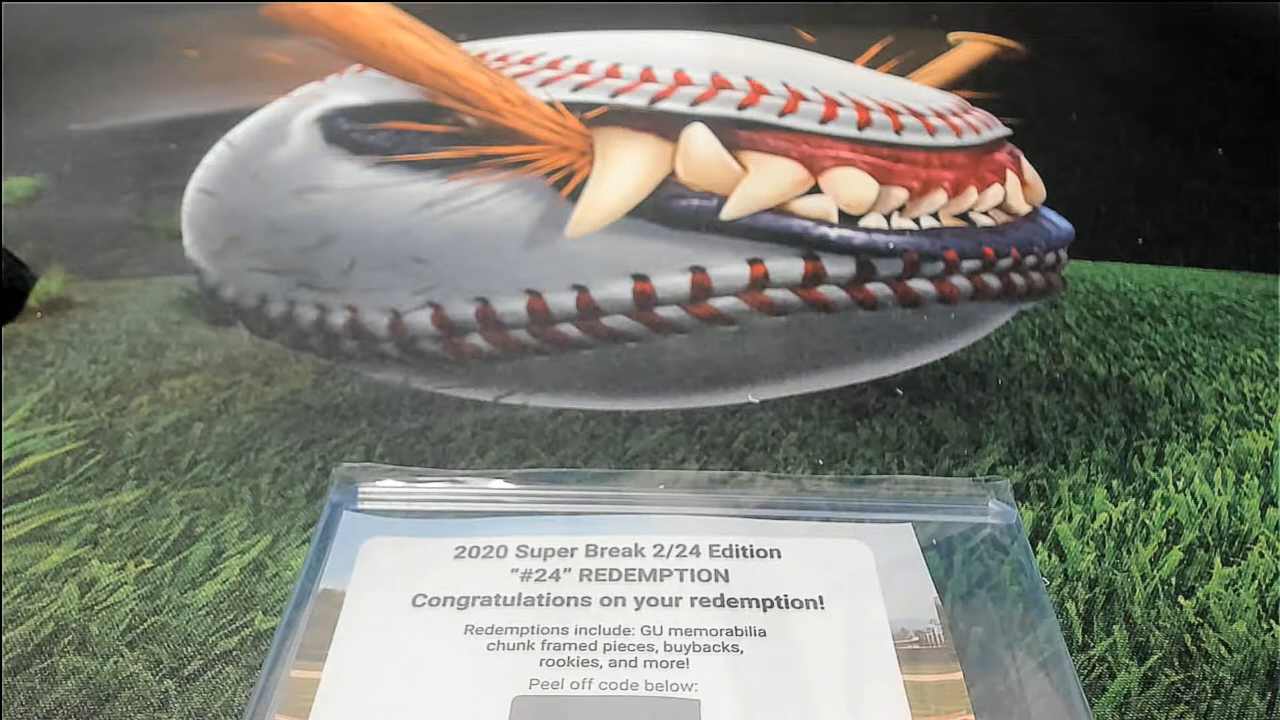 2020 Super Break 2/24 Edition
“#24” REDEMPTION
Congratulations on your redemption!
Redemptions include: GU memorabilia
chunk framed pieces, buybacks,
rookies, and more!
Peel off code below: